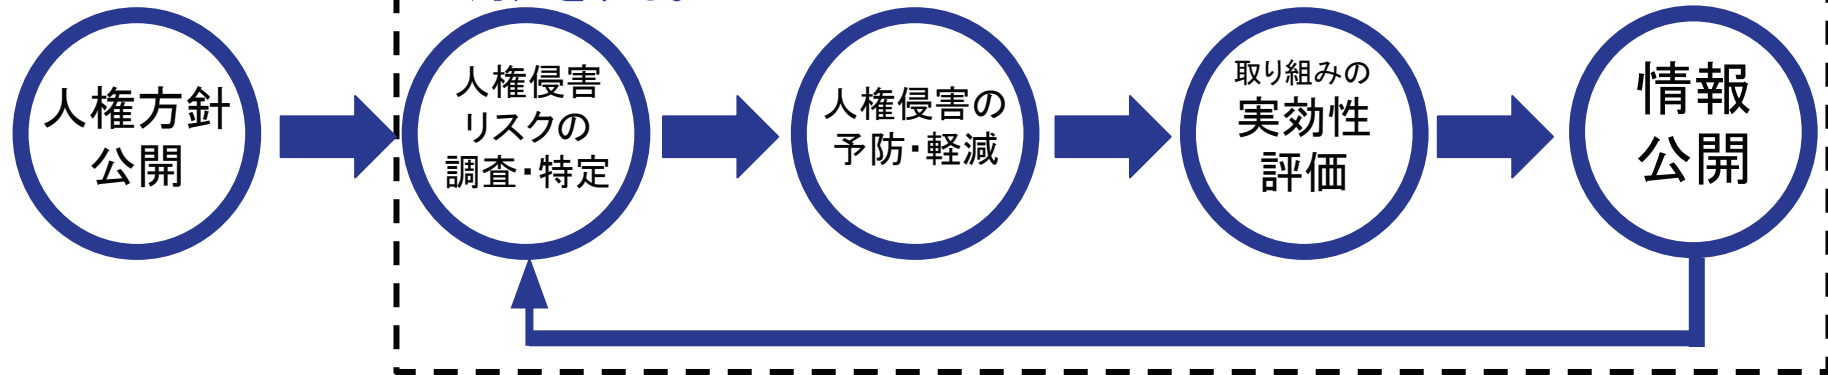 人権方針
公開
人権侵害
リスクの
調査・特定
人権侵害の
予防・軽減
取り組みの
実効性
評価
情報
公開